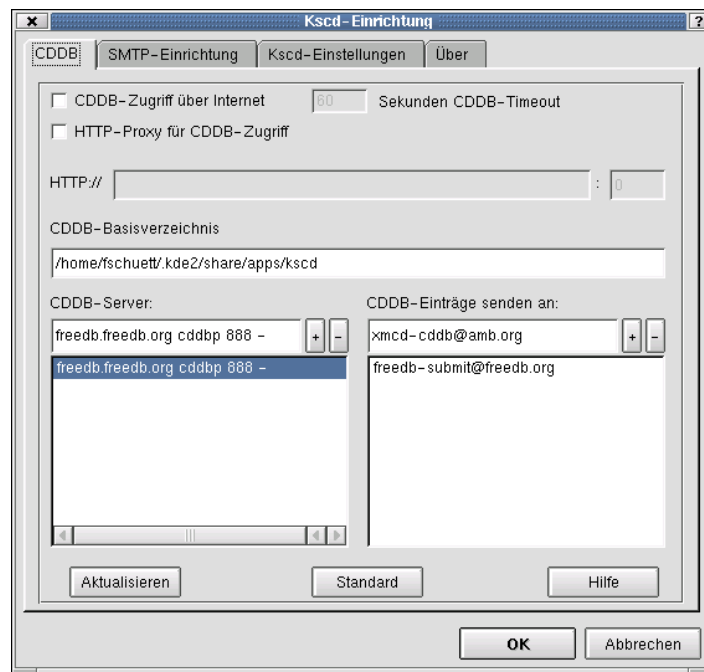 Kscd-Einrichtung
CDDB
SMTP-Einrichtung
Kscd-Einstellungen
Über
CDDB-Zugriff über Internet
60
Sekunden CDDB-Timeout
HTTP-Proxy für CDDB-Zugriff
HTTP://
:
0
CDDB-Basisverzeichnis
/home/fschuett/.kde2/share/apps/kscd
CDDB-Server:
CDDB-Einträge senden an:
freedb.freedb.org cddbp 888 -
+
-
xmcd-cddb@amb.org
+
-
freedb.freedb.org cddbp 888 -
freedb-submit@freedb.org
Aktualisieren
Standard
Hilfe
OK
Abbrechen